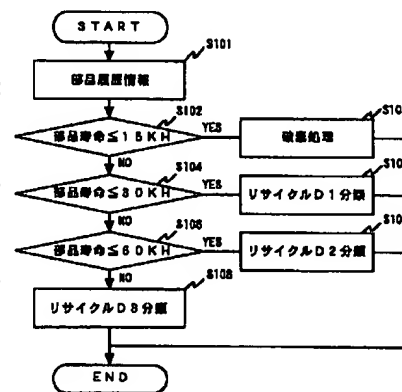 START
S101
部品履歴情報
S102
部品寿命≦15KH
YES
破壊処理
NO
S104
部品寿命≦30KH
YES
リサイクルD1分類
NO
S106
部品寿命≦60KH
YES
リサイクルD2分類
NO
S108
リサイクルD3分類
END